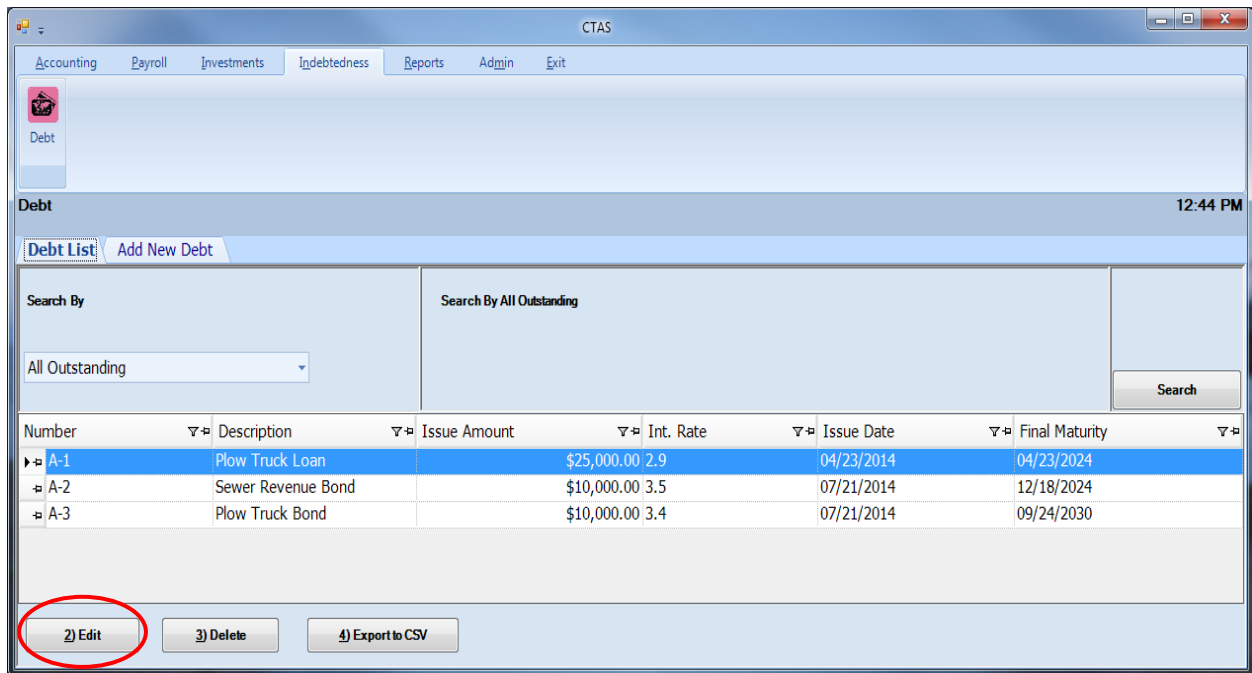 CTAS
Accounting Payroll Investments Indebtedness Reports Admin Exit
Debt
Debt 12:44 PM
Debt List Add New Debt
Search By Search By All Outstanding
All Outstanding
Search
Number Description Issue Amount Int. Rate Issue Date Final Maturity
A-1 Plow Truck Loan $25,000.00 2.9 04/23/2014 04/23/2024
A-2 Sewer Revenue Bond $10,000.00 3.5 07/21/2014 12/18/2024
A-3 Plow Truck Bond $10,000.00 3.4 07/21/2014 09/24/2030
2) Edit 3) Delete 4) Export to CSV